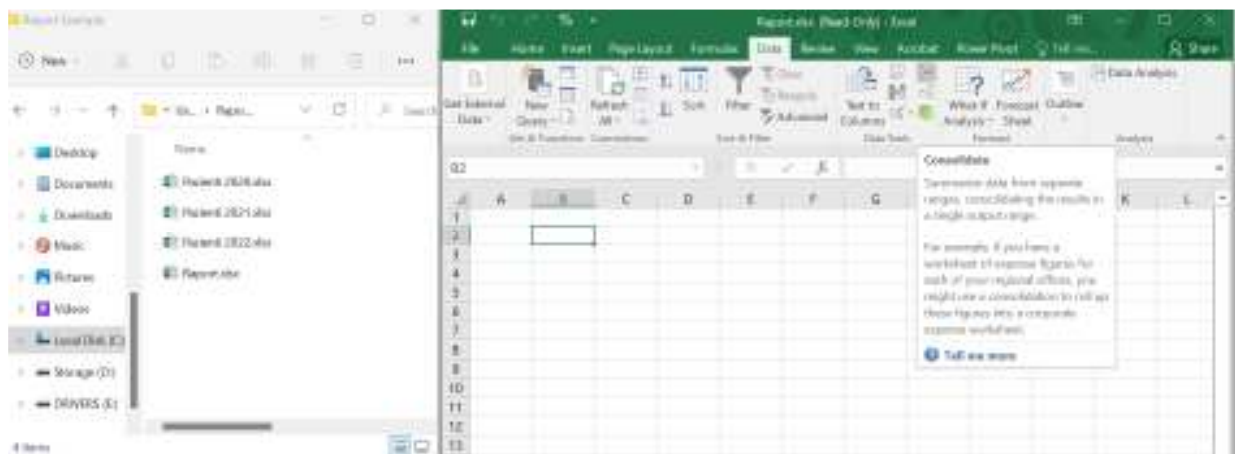 Report Example
New
Name
Desktop
Documents
Downloads
Music
Pictures
Videos
Local Disk (C:)
Storage (D:)
DRIVERS (E:)
2020.xlsx
2021.xlsx
2022.xlsx
Report.xlsx
4 items
Report.xlsx [Read-Only] - Excel
File Home Insert Page Layout Formulas Data Review View Acrobat Power Pivot Tell me... Share
Get External Data
New Query
Refresh All
Sort
Filter
Clear
Reapply
Advanced
Text to Columns
What-If Analysis
Forecast Sheet
Outline
Data Analysis
Get & Transform Connections Sort & Filter Data Tools Forecast Analysis
B2
A B C D E F G K L
1
2
3
4
5
6
7
8
9
10
11
12
13
Consolidate
Summarize data from separate
ranges, consolidating the results in
a single output range.
For example, if you have a
worksheet of expense figures for
each of your regional offices, you
might use a consolidation to roll up
these figures into a corporate
expense worksheet.
Tell me more